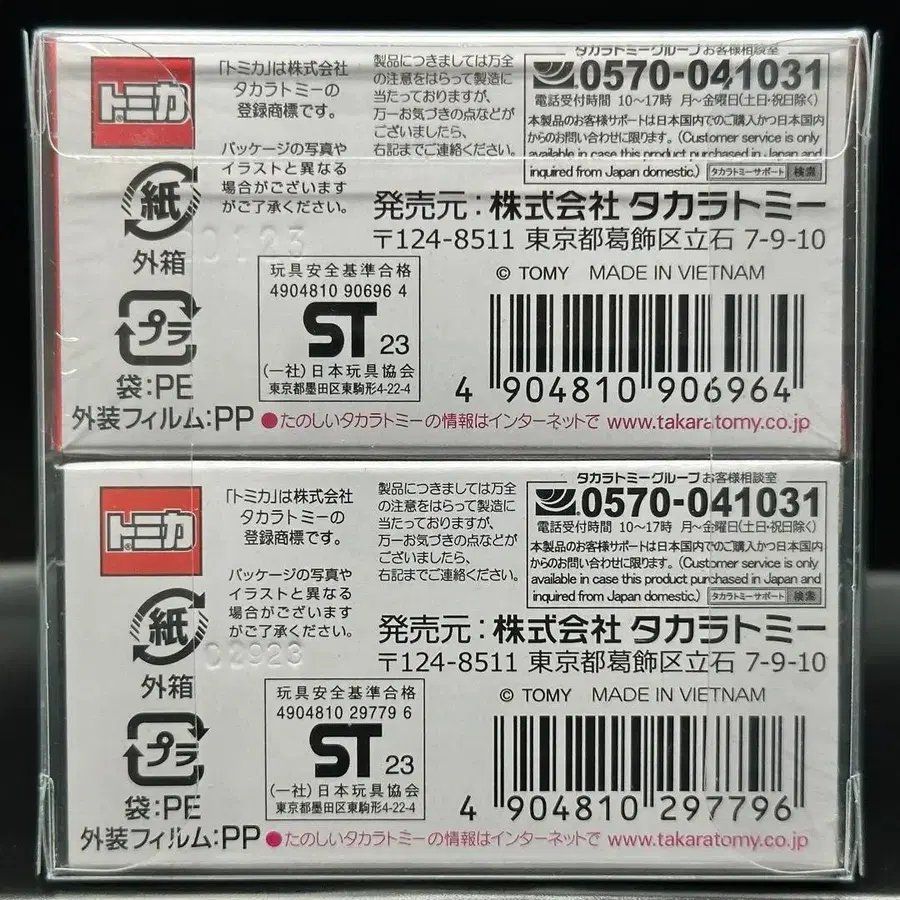 トミカ
「トミカ」は株式会社
タカラトミーの
登録商標です。
パッケージの写真や
イラストと異なる
場合がございます
がご了承ください。
製品につきましては万全
の注意をはらって製造に
当たっておりますが、
万一お気づきの点などが
ございましたら、
右記までご連絡ください。
タカラトミーグループお客様相談室
0570-041031
電話受付時間 10〜17時 月〜金曜日(土日・祝日除く)
本製品のお客様サポートは日本国内でのご購入かつ日本国内
からのお問い合わせに限ります。(Customer service is only
available in case this product purchased in Japan and
inquired from Japan domestic.) タカラトミーサポート 検索
発売元:株式会社 タカラトミー
〒124-8511 東京都葛飾区立石 7-9-10
© TOMY MADE IN VIETNAM
紙
外箱
プラ
袋:PE
外装フィルム:PP
玩具安全基準合格
4904810 90696 4
ST 23
(一社)日本玩具協会
東京都墨田区東駒形4-22-4
4 904810 906964
●たのしいタカラトミーの情報はインターネットで www.takaratomy.co.jp
トミカ
「トミカ」は株式会社
タカラトミーの
登録商標です。
パッケージの写真や
イラストと異なる
場合がございます
がご了承ください。
製品につきましては万全
の注意をはらって製造に
当たっておりますが、
万一お気づきの点などが
ございましたら、
右記までご連絡ください。
タカラトミーグループお客様相談室
0570-041031
電話受付時間 10〜17時 月〜金曜日(土日・祝日除く)
本製品のお客様サポートは日本国内でのご購入かつ日本国内
からのお問い合わせに限ります。(Customer service is only
available in case this product purchased in Japan and
inquired from Japan domestic.) タカラトミーサポート 検索
発売元:株式会社 タカラトミー
〒124-8511 東京都葛飾区立石 7-9-10
© TOMY MADE IN VIETNAM
紙
外箱
プラ
袋:PE
外装フィルム:PP
玩具安全基準合格
4904810 29779 6
ST 23
(一社)日本玩具協会
東京都墨田区東駒形4-22-4
4 904810 297796
●たのしいタカラトミーの情報はインターネットで www.takaratomy.co.jp